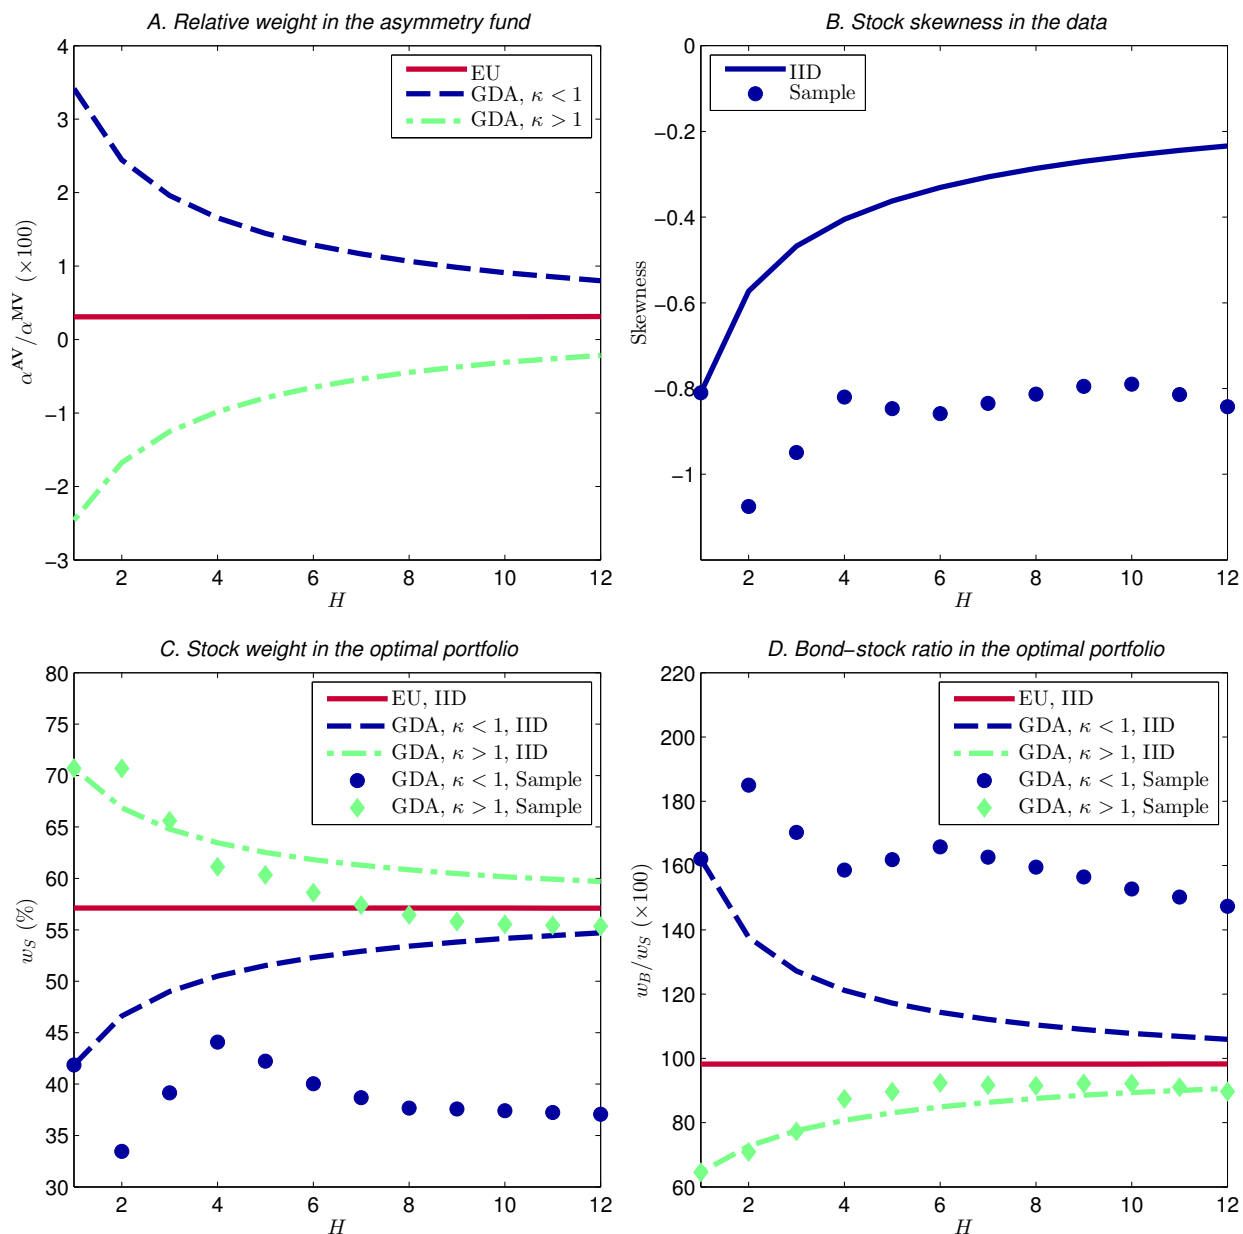 A. Relative weight in the asymmetry fund
4
3
2
1
0
−1
−2
−3
α^AV/α^MV (×100)
EU
GDA, κ < 1
GDA, κ > 1
2 4 6 8 10 12
H
B. Stock skewness in the data
0
−0.2
−0.4
−0.6
−0.8
−1
Skewness
IID
Sample
2 4 6 8 10 12
H
C. Stock weight in the optimal portfolio
80
75
70
65
60
55
50
45
40
35
30
w_S (%)
EU, IID
GDA, κ < 1, IID
GDA, κ > 1, IID
GDA, κ < 1, Sample
GDA, κ > 1, Sample
2 4 6 8 10 12
H
D. Bond−stock ratio in the optimal portfolio
220
200
180
160
140
120
100
80
60
w_B/w_S (×100)
EU, IID
GDA, κ < 1, IID
GDA, κ > 1, IID
GDA, κ < 1, Sample
GDA, κ > 1, Sample
2 4 6 8 10 12
H